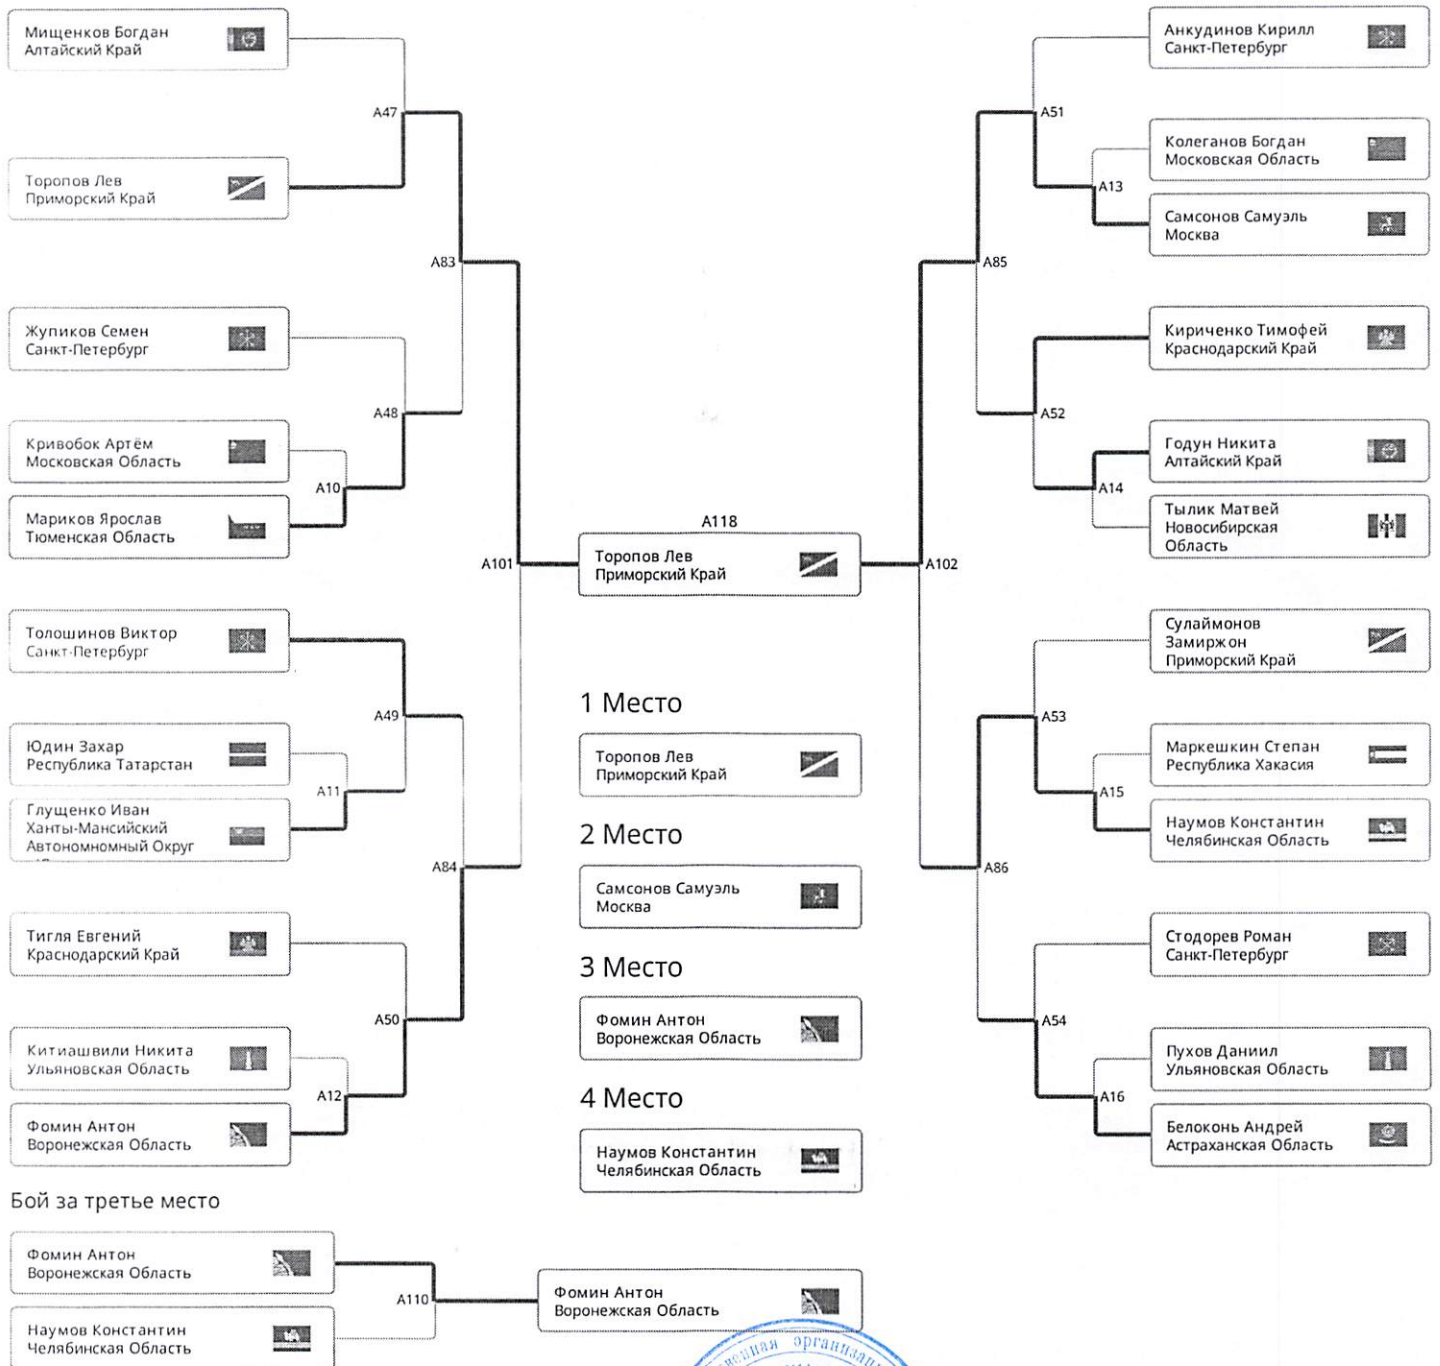 Мищенков Богдан
Алтайский Край
A47
Торопов Лев
Приморский Край
A83
Жупиков Семен
Санкт-Петербург
A48
Кривобок Артём
Московская Область
A10
Мариков Ярослав
Тюменская Область
A101
Толошинов Виктор
Санкт-Петербург
A49
Юдин Захар
Республика Татарстан
A11
Глущенко Иван
Ханты-Мансийский
Автономномный Округ
A84
Тигля Евгений
Краснодарский Край
A50
Китиашвили Никита
Ульяновская Область
A12
Фомин Антон
Воронежская Область
A118
Торопов Лев
Приморский Край
1 Место
Торопов Лев
Приморский Край
2 Место
Самсонов Самуэль
Москва
3 Место
Фомин Антон
Воронежская Область
4 Место
Наумов Константин
Челябинская Область
Анкудинов Кирилл
Санкт-Петербург
A51
Колеганов Богдан
Московская Область
A13
Самсонов Самуэль
Москва
A85
Кириченко Тимофей
Краснодарский Край
A52
Годун Никита
Алтайский Край
A14
Тылик Матвей
Новосибирская
Область
A102
Сулаймонов
Замиржон
Приморский Край
A53
Маркешкин Степан
Республика Хакасия
A15
Наумов Константин
Челябинская Область
A86
Стодорев Роман
Санкт-Петербург
A54
Пухов Даниил
Ульяновская Область
A16
Белоконь Андрей
Астраханская Область
Бой за третье место
Фомин Антон
Воронежская Область
A110
Наумов Константин
Челябинская Область
Фомин Антон
Воронежская Область